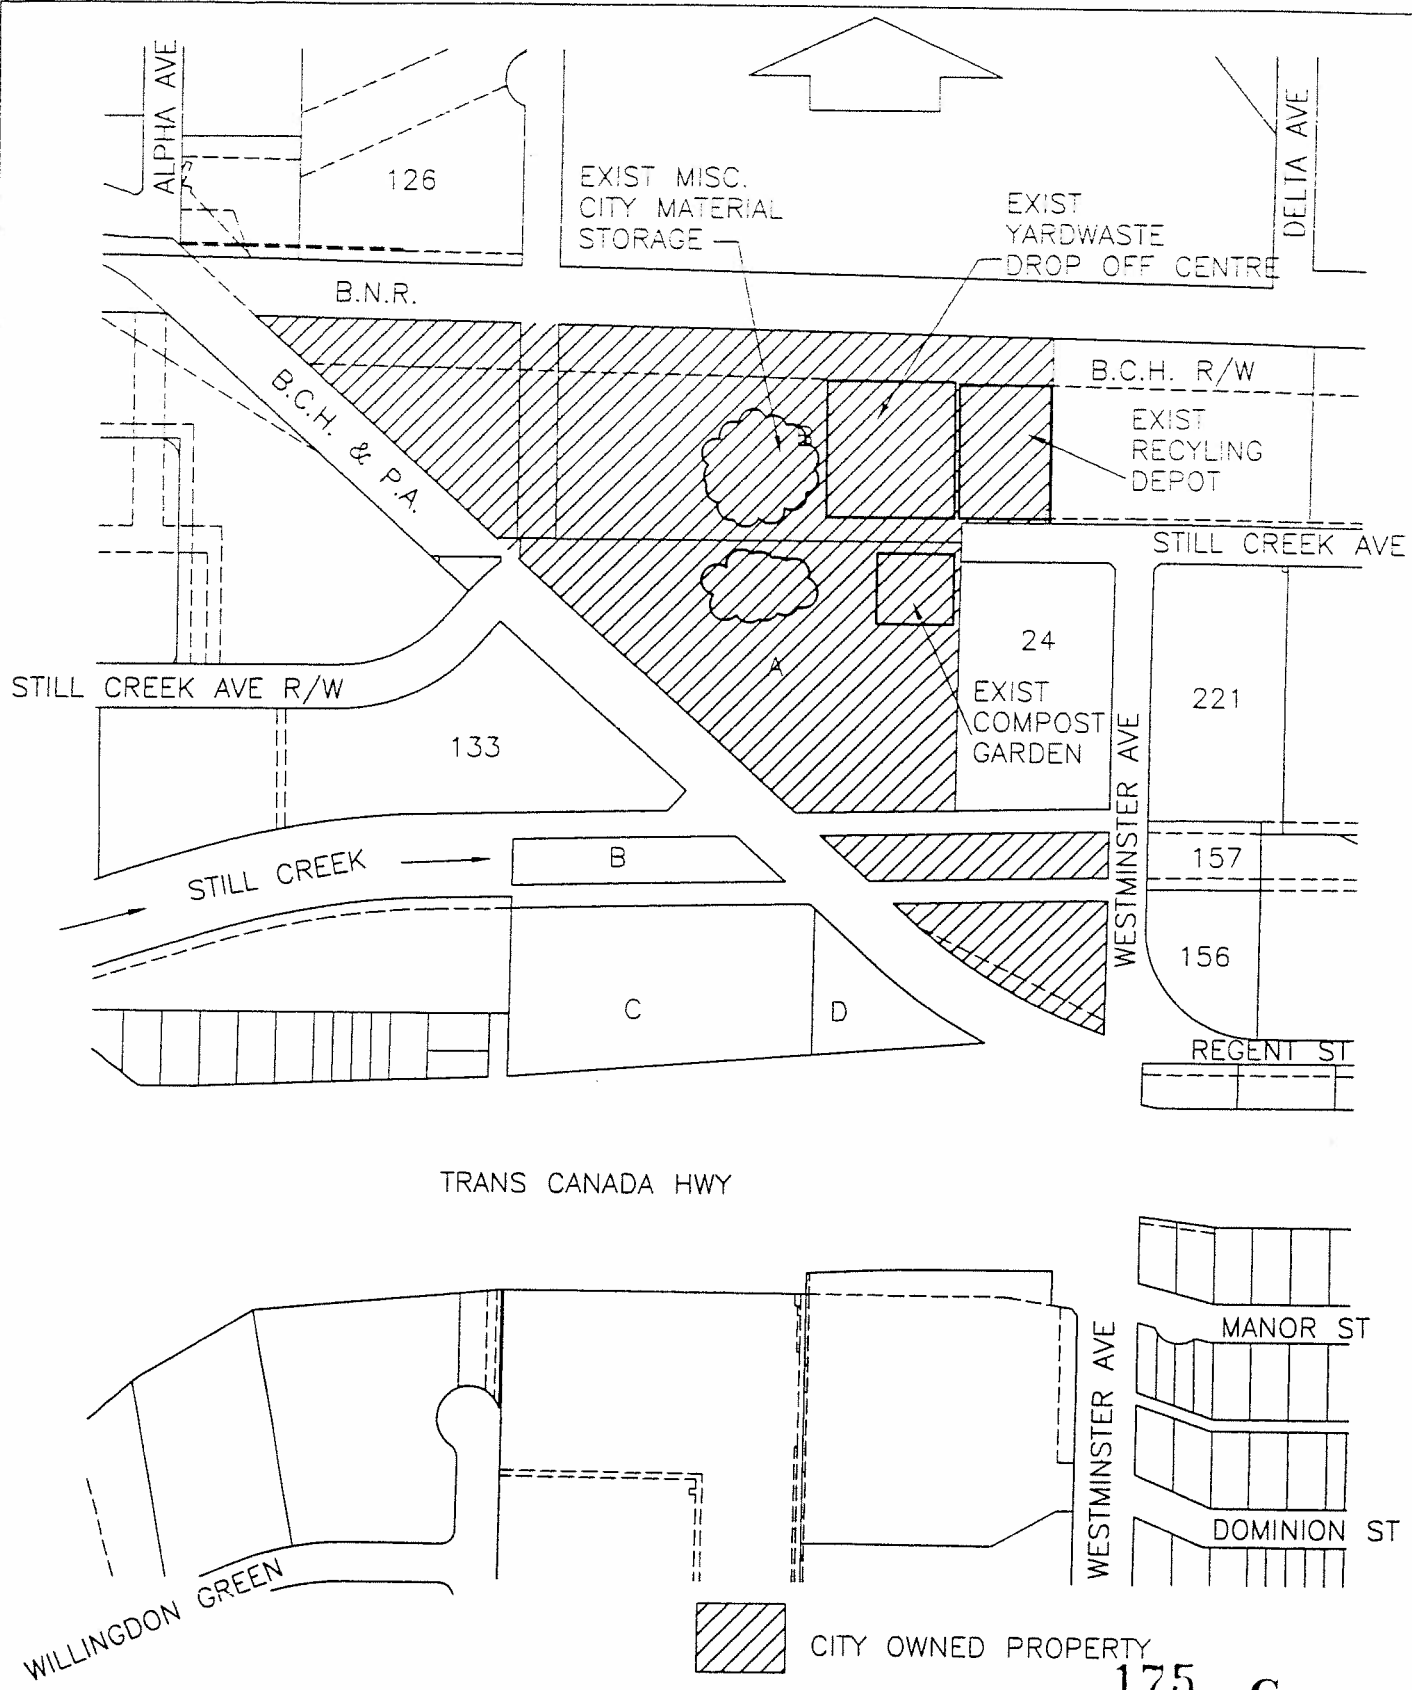 ALPHA AVE
DELTA AVE
126
EXIST MISC.
CITY MATERIAL
STORAGE
EXIST
YARDWASTE
DROP OFF CENTRE
B.N.R.
B.C.H. R/W
B.C.H. & P.A.
EXIST
RECYLING
DEPOT
STILL CREEK AVE
24
A
221
EXIST
COMPOST
GARDEN
STILL CREEK AVE R/W
133
WESTMINSTER AVE
B
157
STILL CREEK
156
C
D
REGENT ST
TRANS CANADA HWY
MANOR ST
WESTMINSTER AVE
DOMINION ST
WILLINGDON GREEN
CITY OWNED PROPERTY
175